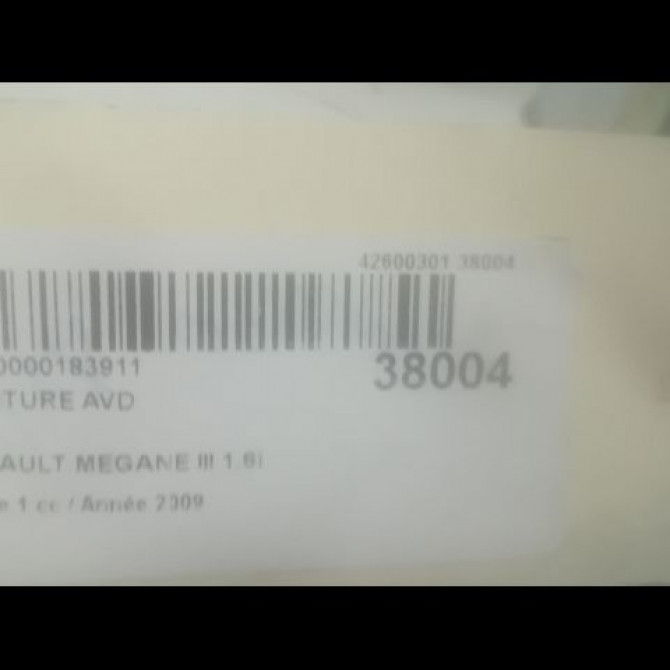 42600301 38004
0000183911
38004
TURE AVD
AULT MEGANE III 1.6i
e 1 cc / Année 2009